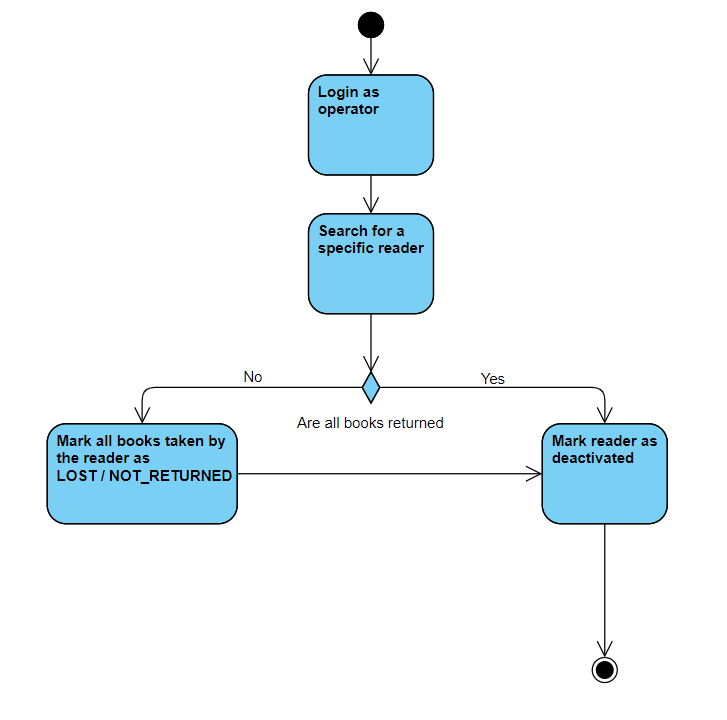 Login as
operator
Search for a
specific reader
No
Yes
Are all books returned
Mark all books taken by
the reader as
LOST / NOT_RETURNED
Mark reader as
deactivated